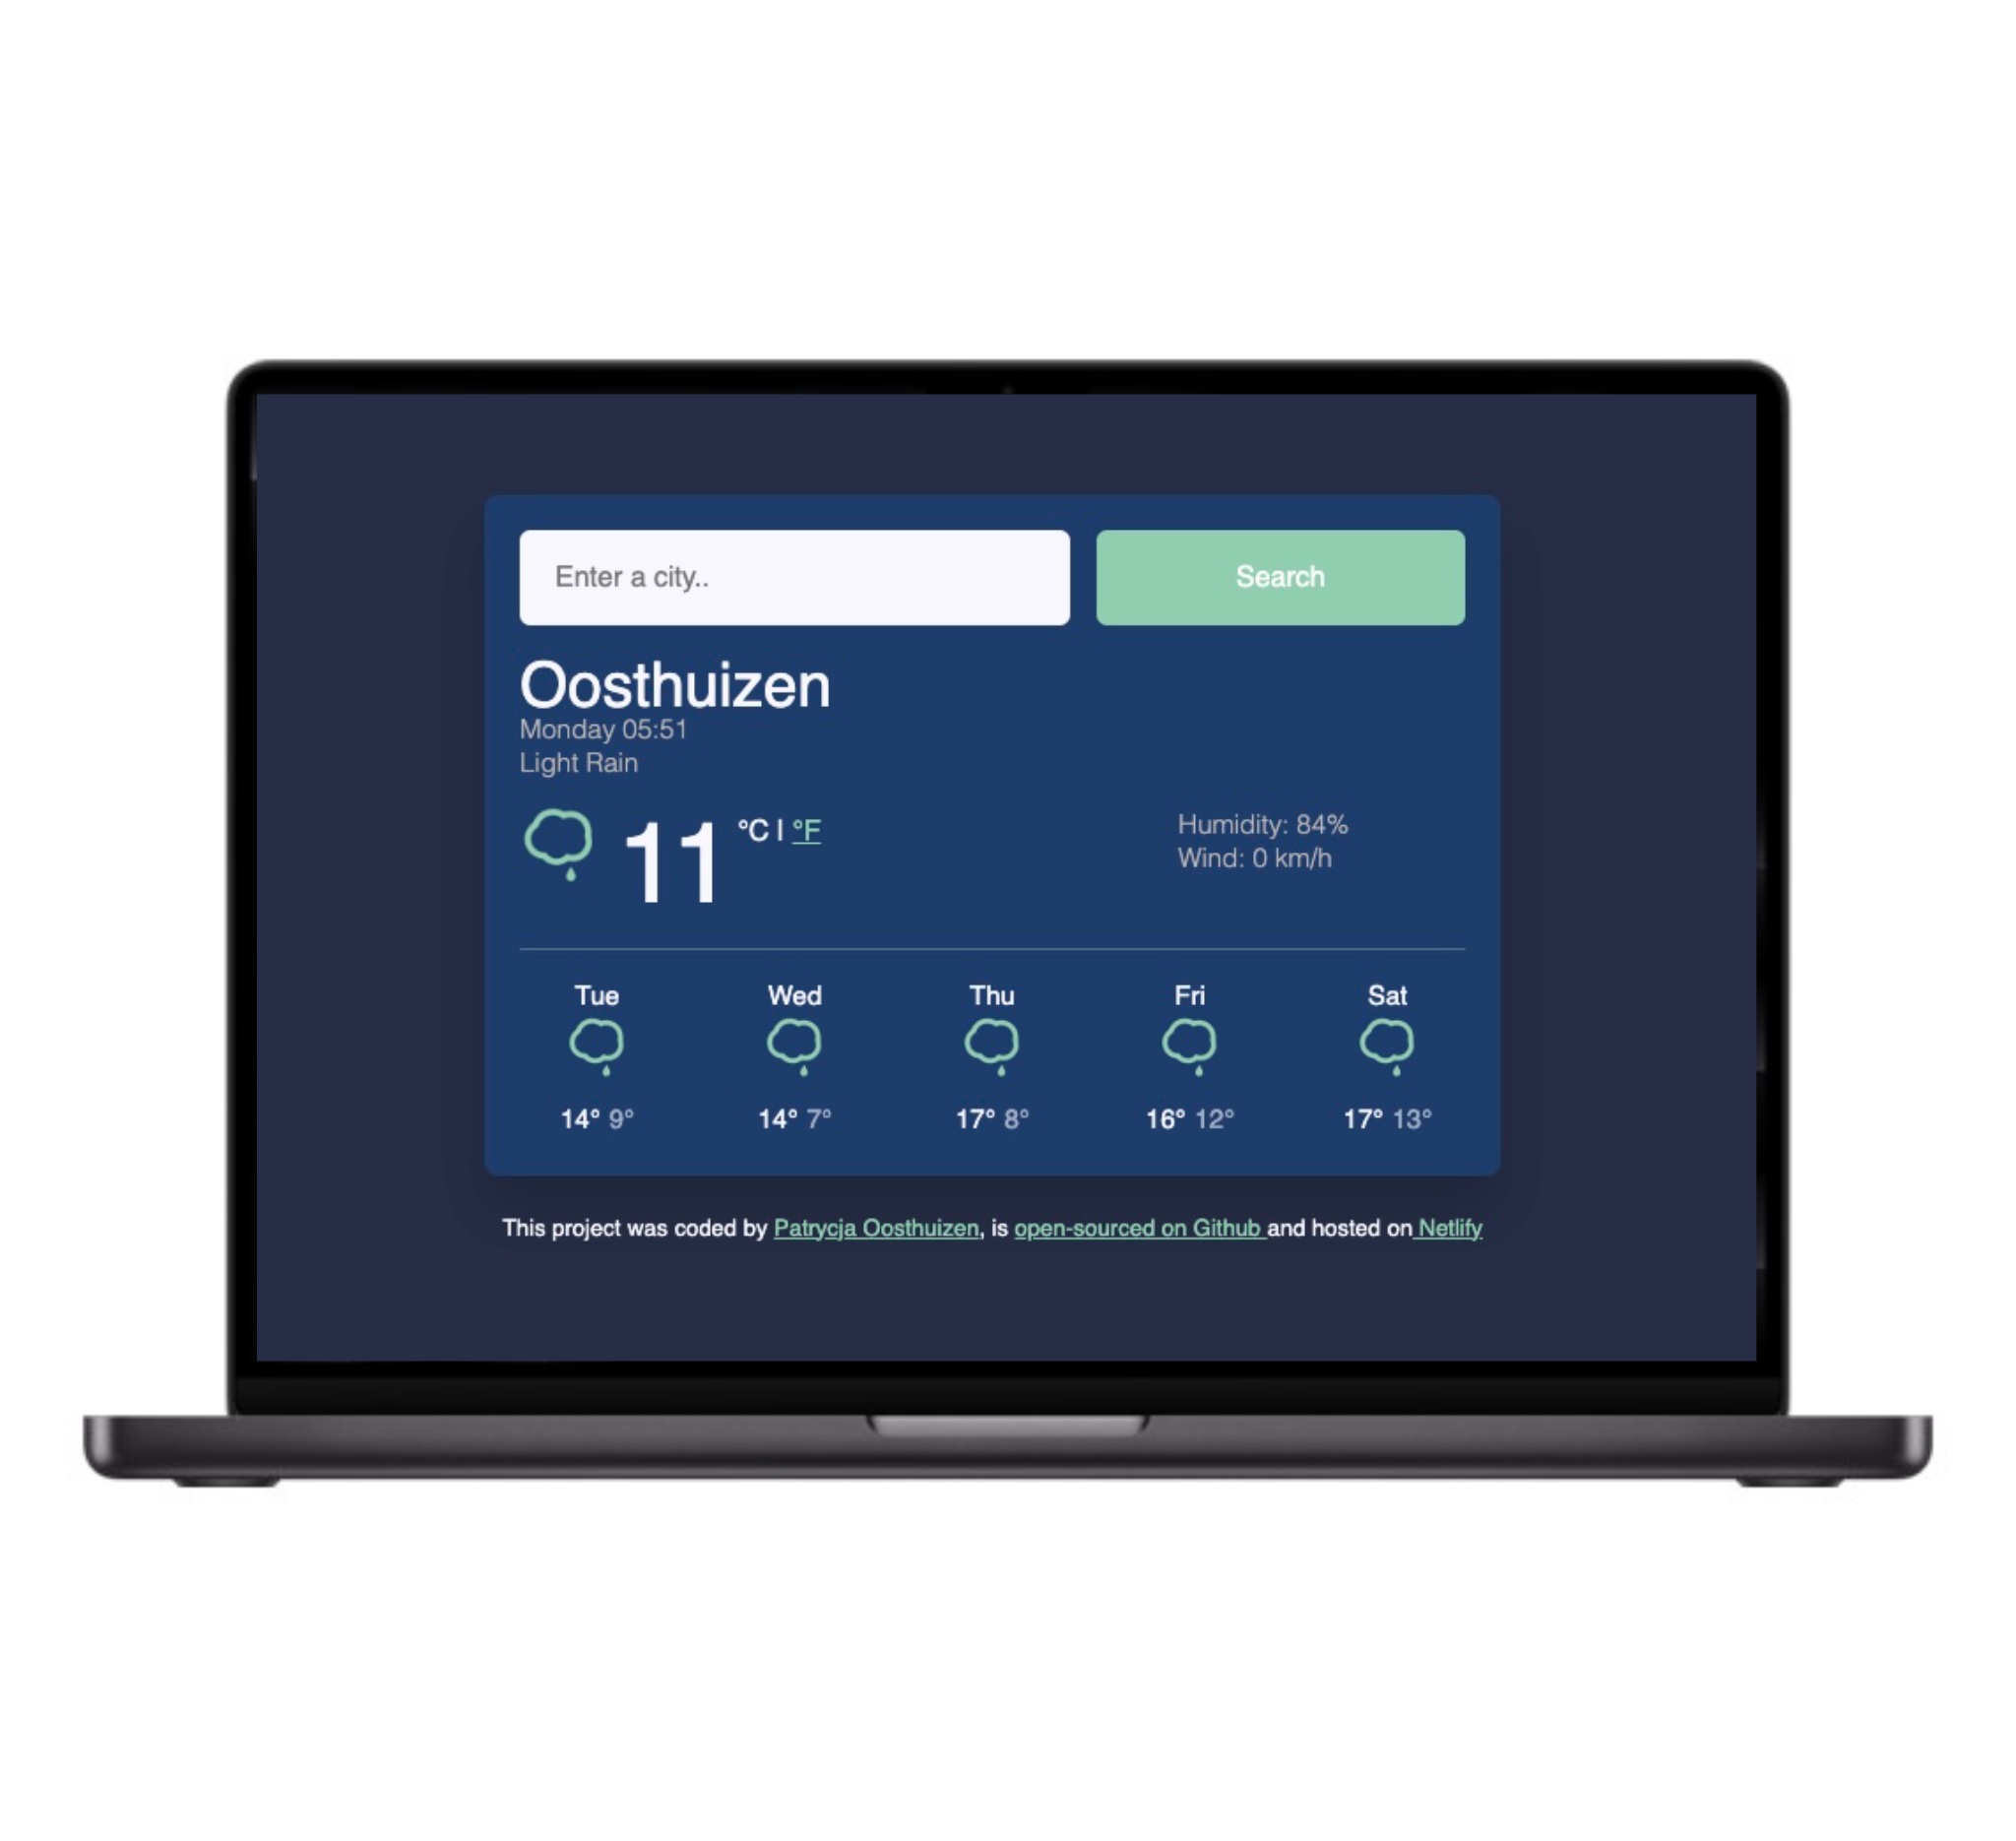 Enter a city..
Search
Oosthuizen
Monday 05:51
Light Rain
11 °C | °F
Humidity: 84%
Wind: 0 km/h
Tue Wed Thu Fri Sat
14° 9° 14° 7° 17° 8° 16° 12° 17° 13°
This project was coded by Patrycja Oosthuizen, is open-sourced on Github and hosted on Netlify